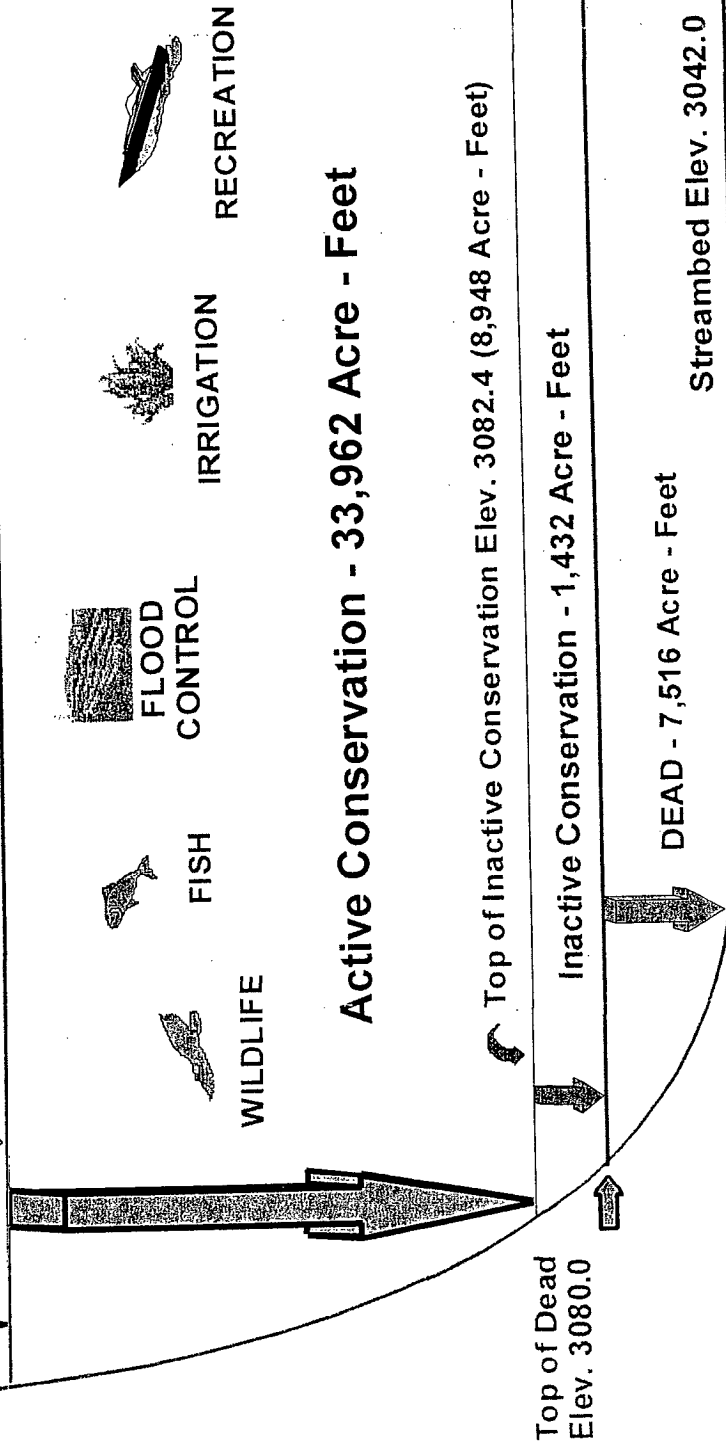 WILDLIFE
FISH
FLOOD
CONTROL
IRRIGATION
RECREATION
Active Conservation - 33,962 Acre - Feet
Top of Inactive Conservation Elev. 3082.4 (8,948 Acre - Feet)
Inactive Conservation - 1,432 Acre - Feet
Top of Dead
Elev. 3080.0
DEAD - 7,516 Acre - Feet
Streambed Elev. 3042.0